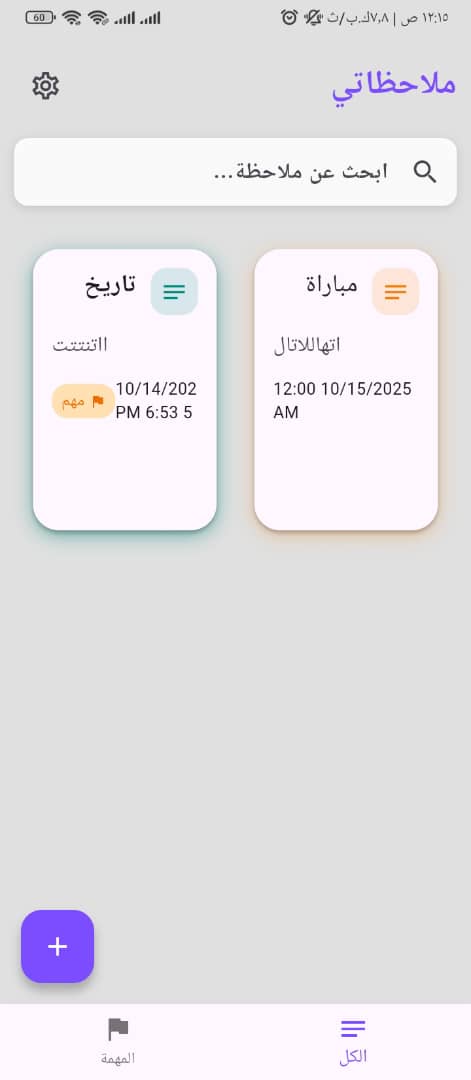 ١٢:١٥ ص | ٧,٨ك.ب/ث
60
ملاحظاتي
ابحث عن ملاحظة...
مباراة
اتهاللاتال
12:00 10/15/2025
AM
تاريخ
ااتنتتت
10/14/202
PM 6:53 5
مهم
+
الكل
المهمة